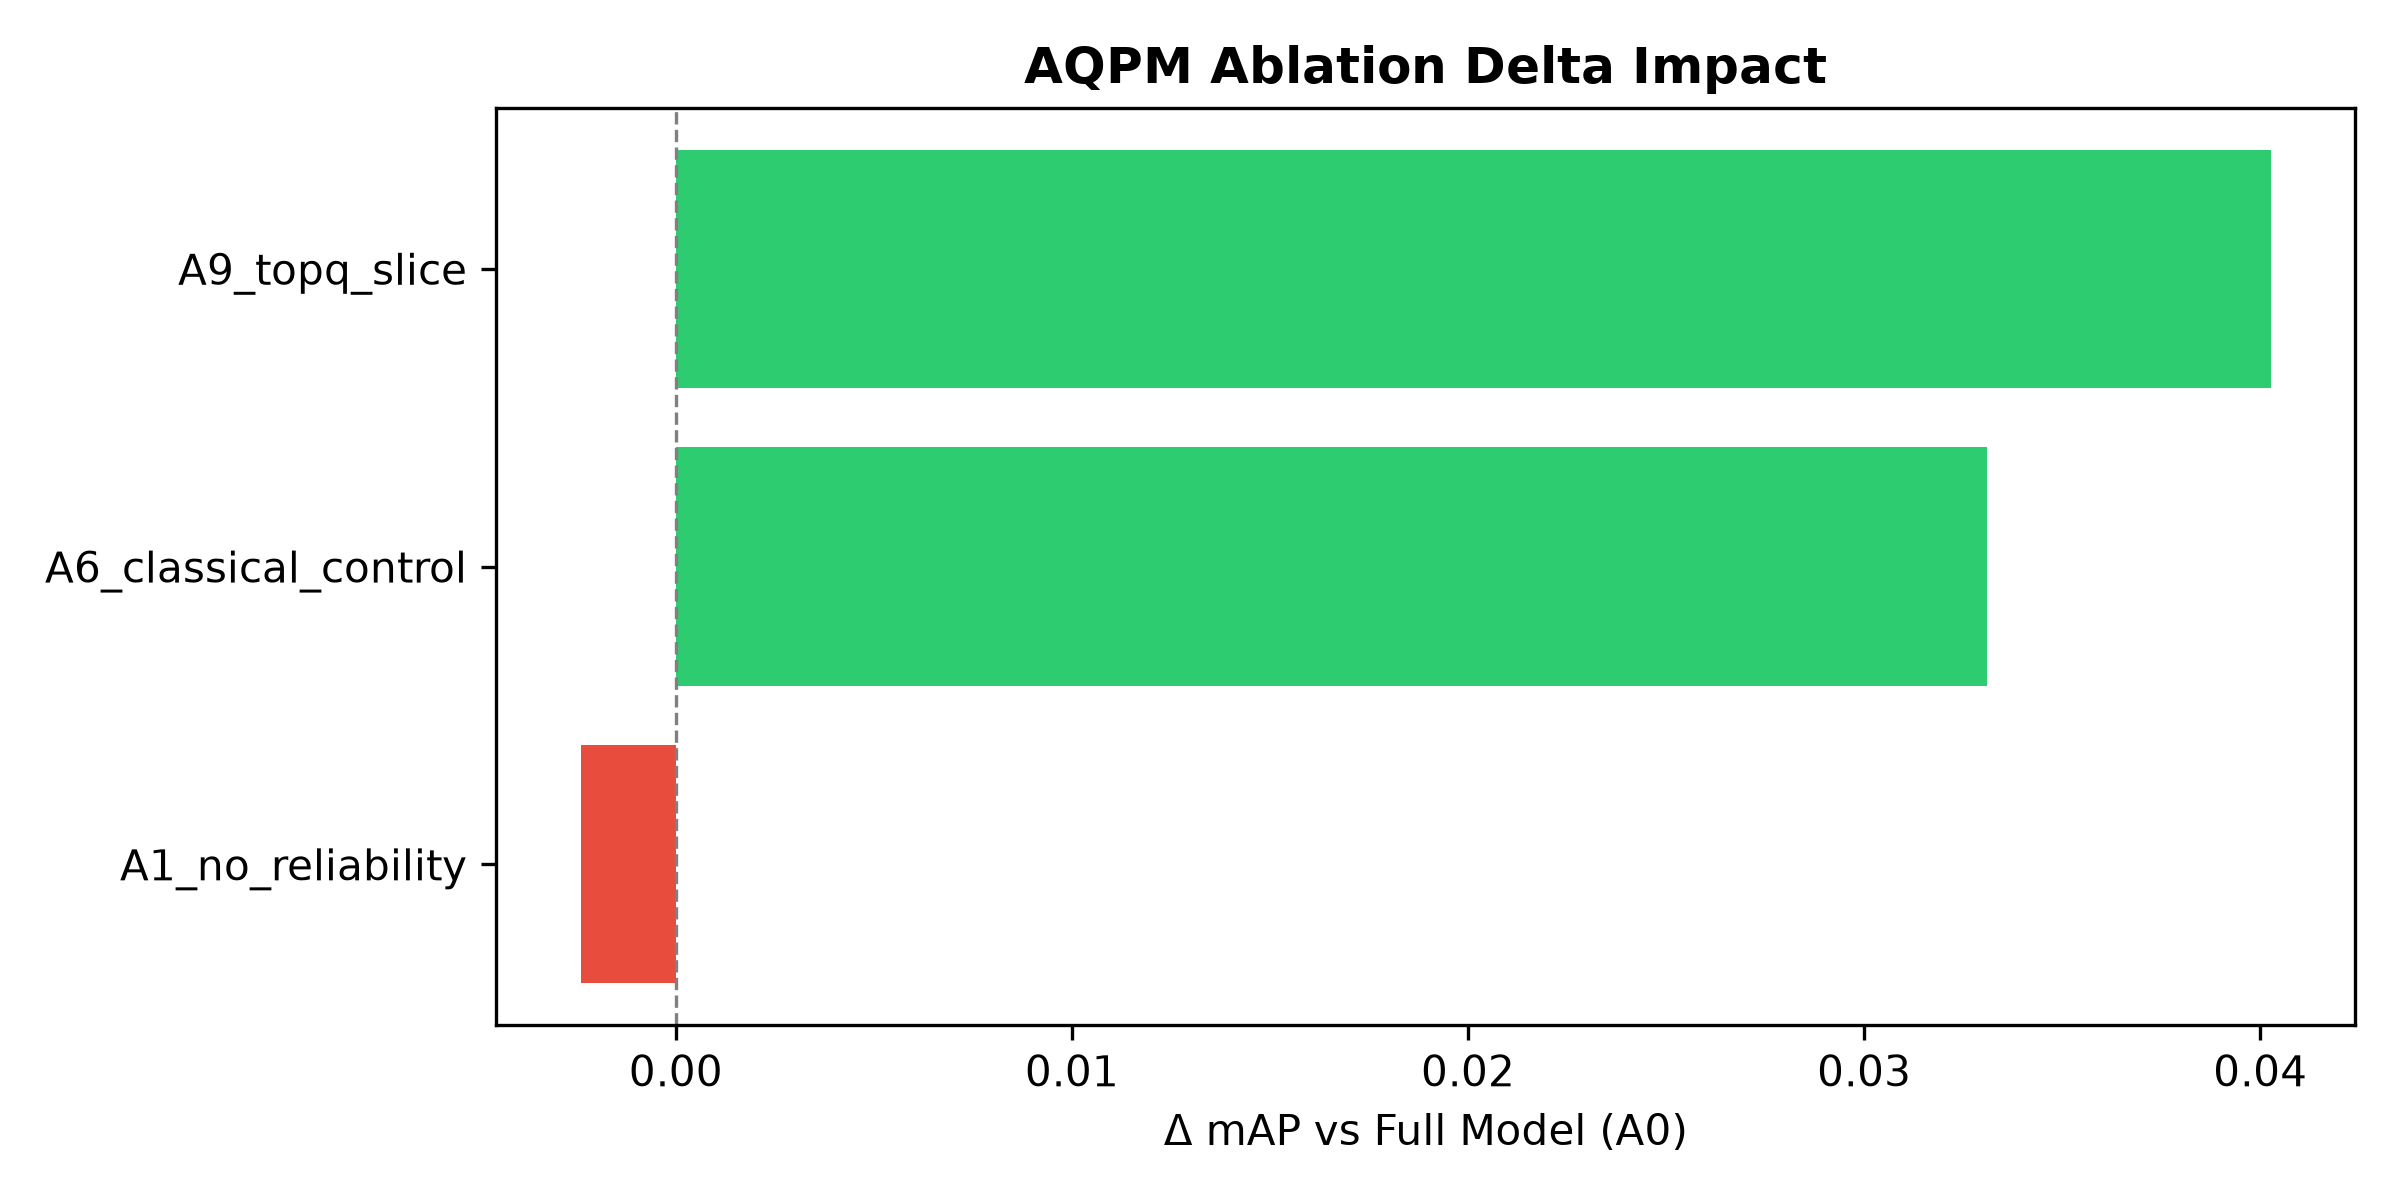 AQPM Ablation Delta Impact
A9_topq_slice
A6_classical_control
A1_no_reliability
0.00 0.01 0.02 0.03 0.04
Δ mAP vs Full Model (A0)